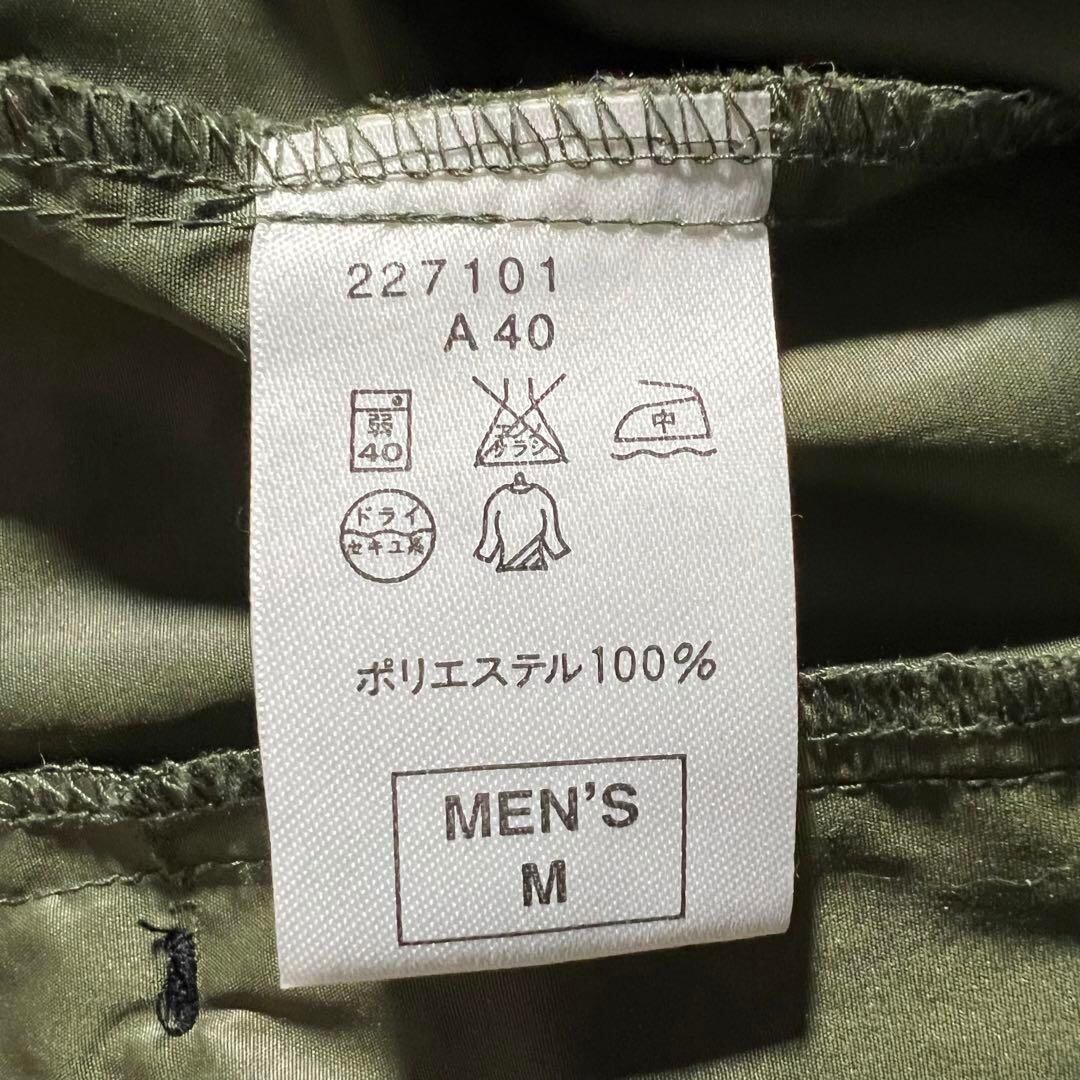 227101
A 40
弱
40
エンソ
サラシ
中
ドライ
セキユ系
ポリエステル100%
MEN'S
M